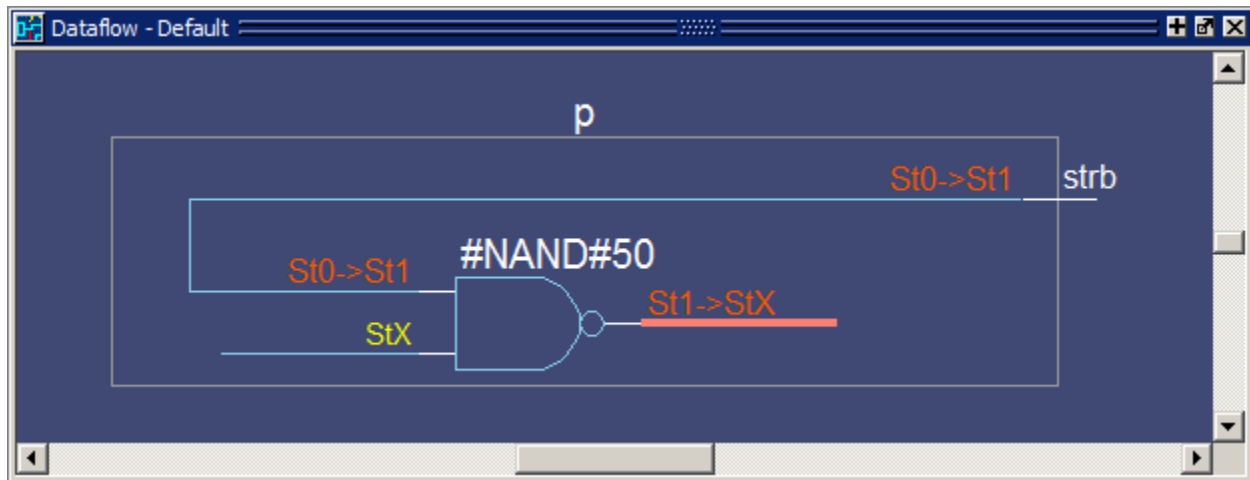 Dataflow - Default
p
St0->St1 strb
#NAND#50
St0->St1
St1->StX
StX